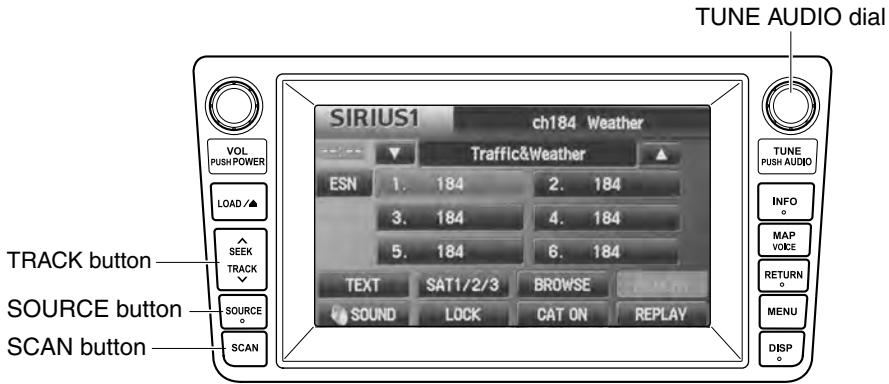 TUNE AUDIO dial
SIRIUS1 ch184 Weather
VOL
PUSH POWER
TUNE
PUSH AUDIO
--:-- ▼ Traffic&Weather ▲
ESN 1. 184 2. 184
LOAD /⏏
INFO
3. 184 4. 184
MAP
VOICE
SEEK
TRACK
5. 184 6. 184
TRACK button
RETURN
TEXT SAT1/2/3 BROWSE
SOURCE button
SOURCE
SOUND LOCK CAT ON REPLAY
MENU
SCAN button
SCAN
DISP